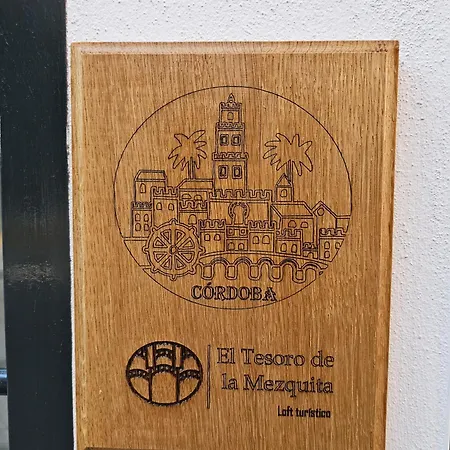 CÓRDOBA
El Tesoro de
la Mezquita
Loft turístico